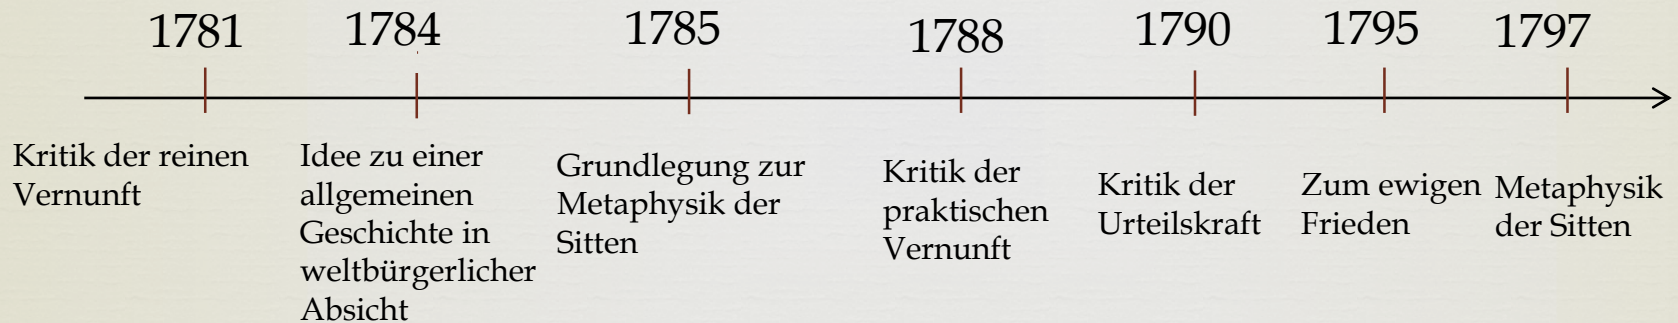 1781 1784 1785 1788 1790 1795 1797
Kritik der reinen
Vernunft
Idee zu einer
allgemeinen
Geschichte in
weltbürgerlicher
Absicht
Grundlegung zur
Metaphysik der
Sitten
Kritik der
praktischen
Vernunft
Kritik der
Urteilskraft
Zum ewigen
Frieden
Metaphysik
der Sitten